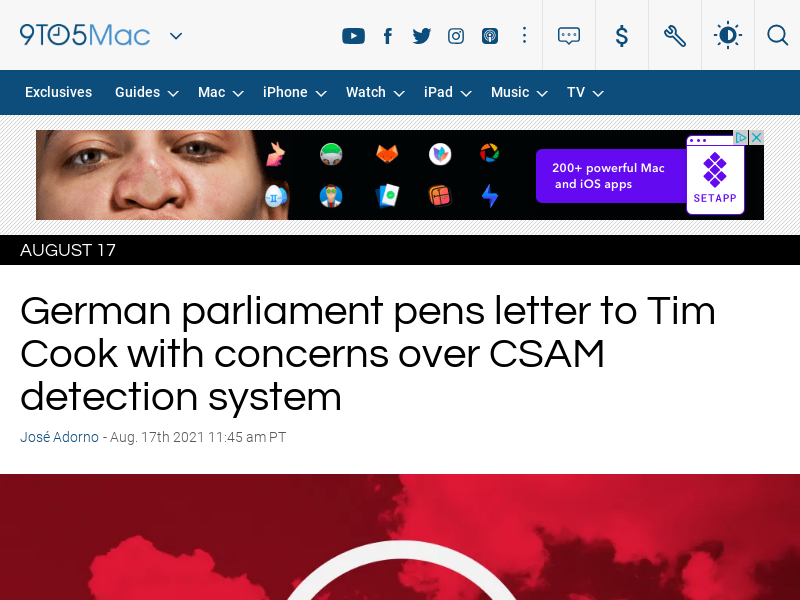 9TO5Mac
Exclusives Guides Mac iPhone Watch iPad Music TV
200+ powerful Mac
and iOS apps
SETAPP
AUGUST 17
German parliament pens letter to Tim
Cook with concerns over CSAM
detection system
José Adorno - Aug. 17th 2021 11:45 am PT